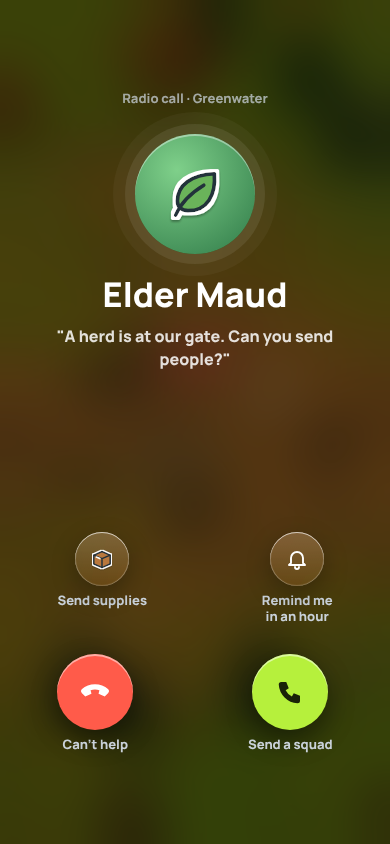 Radio call · Greenwater
Elder Maud
"A herd is at our gate. Can you send
people?"
Send supplies
Remind me
in an hour
Can't help
Send a squad